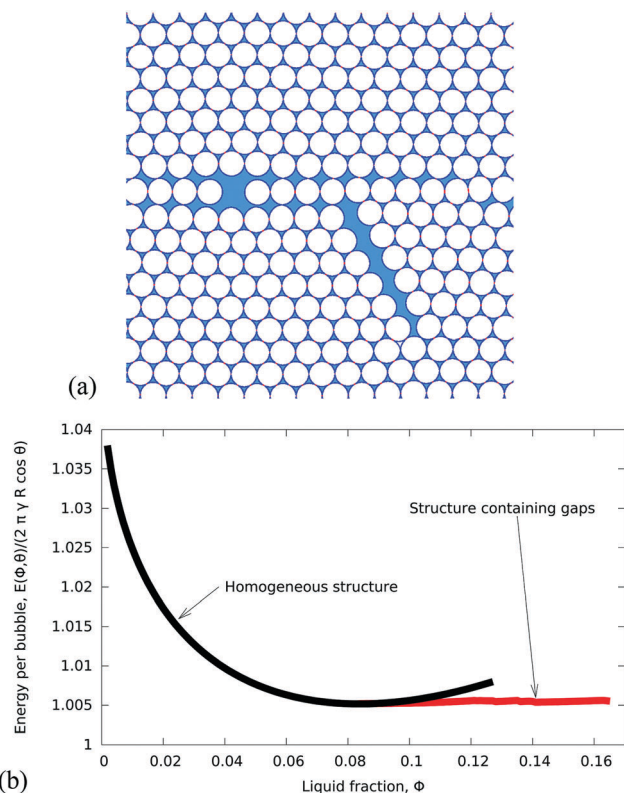 (a)
1.04
1.035
1.03
1.025
1.02
1.015
1.01
1.005
1
Energy per bubble, E(Φ,θ)/(2 π γ R cos θ)
Structure containing gaps
Homogeneous structure
0 0.02 0.04 0.06 0.08 0.1 0.12 0.14 0.16
Liquid fraction, Φ
(b)